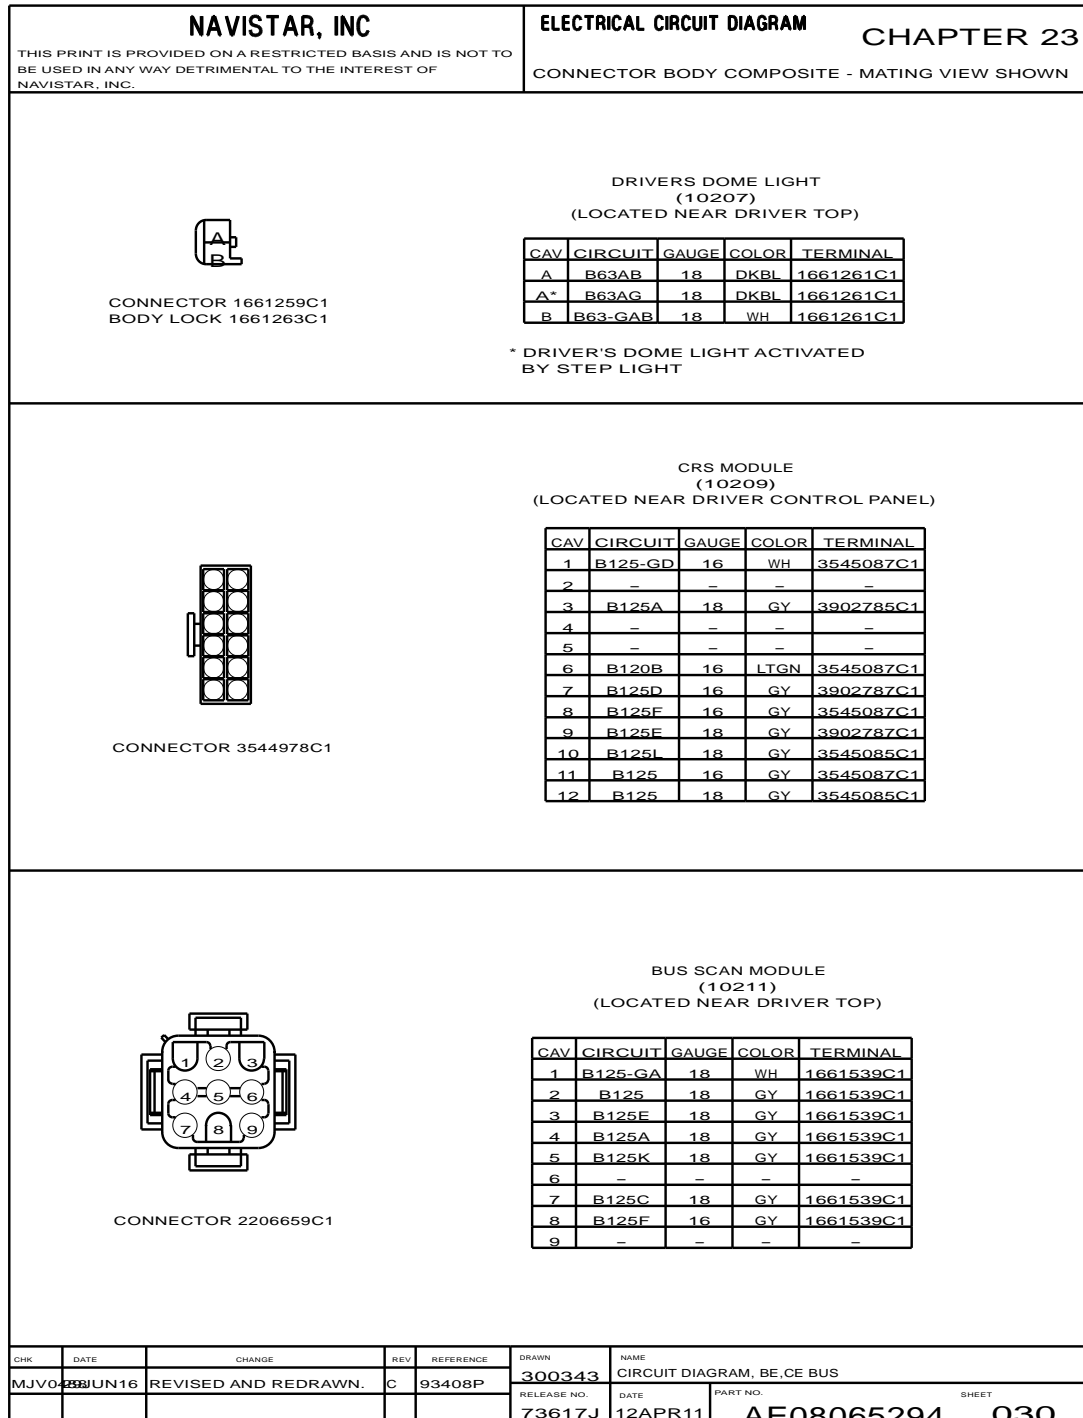 NAVISTAR, INC
THIS PRINT IS PROVIDED ON A RESTRICTED BASIS AND IS NOT TO
BE USED IN ANY WAY DETRIMENTAL TO THE INTEREST OF
NAVISTAR, INC.
ELECTRICAL CIRCUIT DIAGRAM
CHAPTER 23
CONNECTOR BODY COMPOSITE - MATING VIEW SHOWN
A
B
CONNECTOR 1661259C1
BODY LOCK 1661263C1
DRIVERS DOME LIGHT
(10207)
(LOCATED NEAR DRIVER TOP)
CAV CIRCUIT GAUGE COLOR TERMINAL
A B63AB 18 DKBL 1661261C1
A* B63AG 18 DKBL 1661261C1
B B63-GAB 18 WH 1661261C1
* DRIVER'S DOME LIGHT ACTIVATED
BY STEP LIGHT
CONNECTOR 3544978C1
CRS MODULE
(10209)
(LOCATED NEAR DRIVER CONTROL PANEL)
CAV CIRCUIT GAUGE COLOR TERMINAL
1 B125-GD 16 WH 3545087C1
2 – – – –
3 B125A 18 GY 3902785C1
4 – – – –
5 – – – –
6 B120B 16 LTGN 3545087C1
7 B125D 16 GY 3902787C1
8 B125F 16 GY 3545087C1
9 B125E 18 GY 3902787C1
10 B125L 18 GY 3545085C1
11 B125 16 GY 3545087C1
12 B125 18 GY 3545085C1
1 2 3
4 5 6
7 8 9
CONNECTOR 2206659C1
BUS SCAN MODULE
(10211)
(LOCATED NEAR DRIVER TOP)
CAV CIRCUIT GAUGE COLOR TERMINAL
1 B125-GA 18 WH 1661539C1
2 B125 18 GY 1661539C1
3 B125E 18 GY 1661539C1
4 B125A 18 GY 1661539C1
5 B125K 18 GY 1661539C1
6 – – – –
7 B125C 18 GY 1661539C1
8 B125F 16 GY 1661539C1
9 – – – –
CHK DATE CHANGE REV REFERENCE
REVISED AND REDRAWN. C 93408P
DRAWN
300343
NAME
CIRCUIT DIAGRAM, BE,CE BUS
RELEASE NO.
73617J
DATE
12APR11
PART NO.
AE08065294
SHEET
030